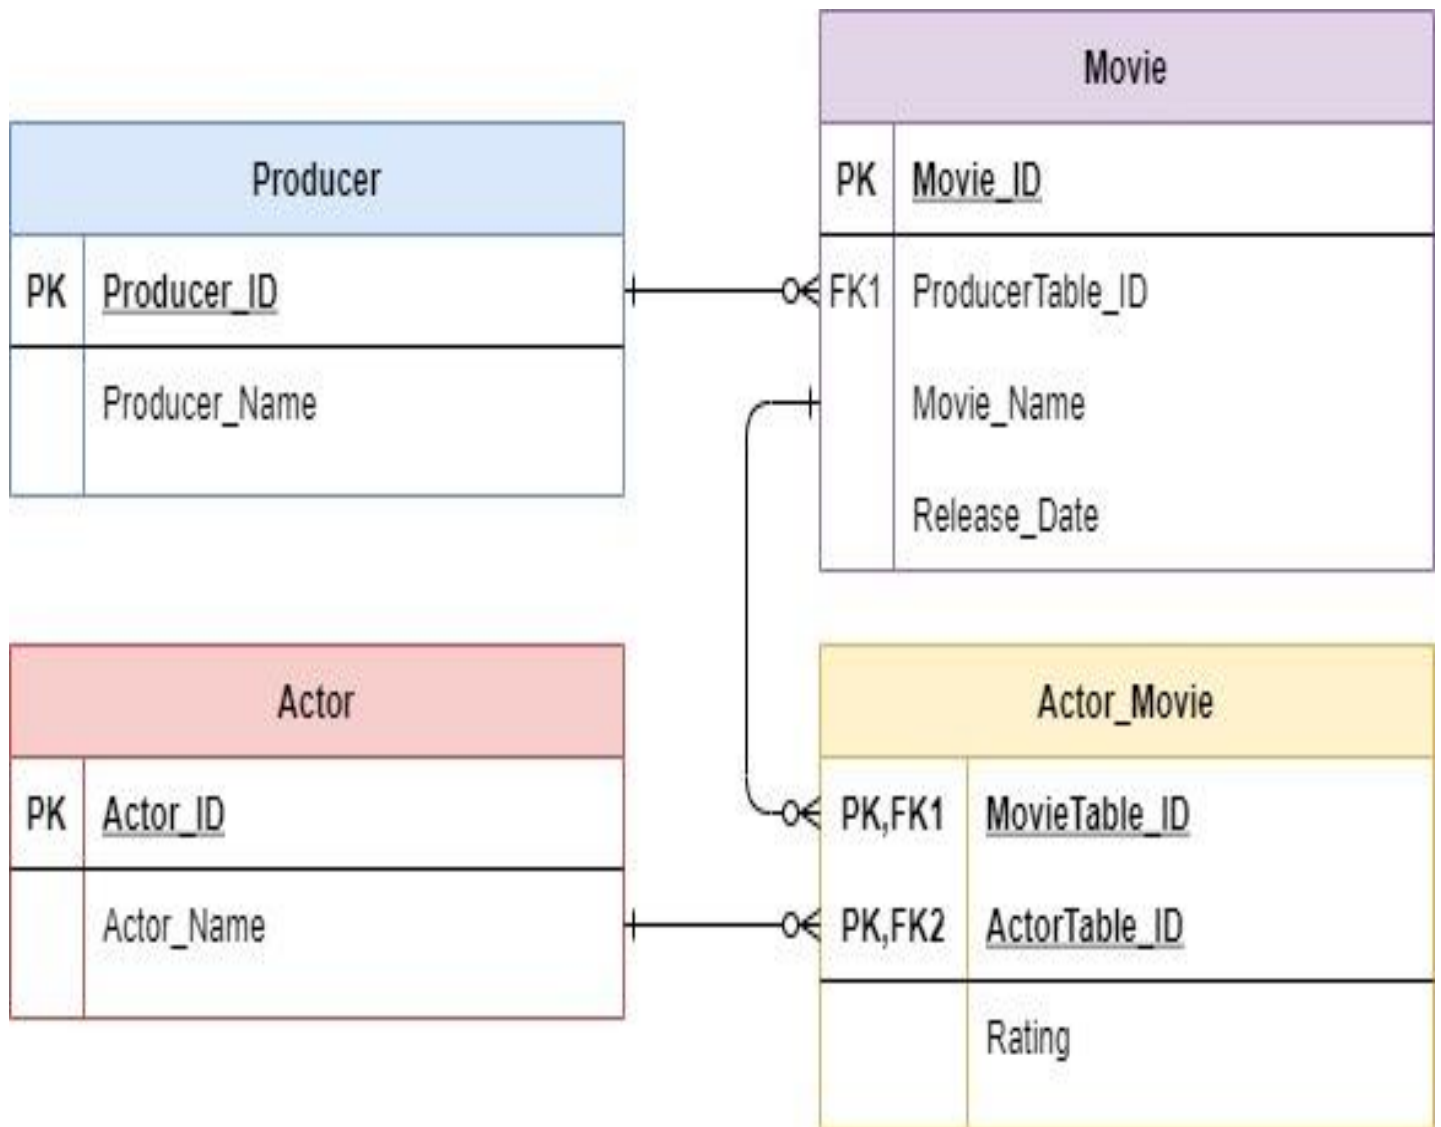 Producer
PK Producer_ID
Producer_Name
Movie
PK Movie_ID
FK1 ProducerTable_ID
Movie_Name
Release_Date
Actor
PK Actor_ID
Actor_Name
Actor_Movie
PK,FK1 MovieTable_ID
PK,FK2 ActorTable_ID
Rating